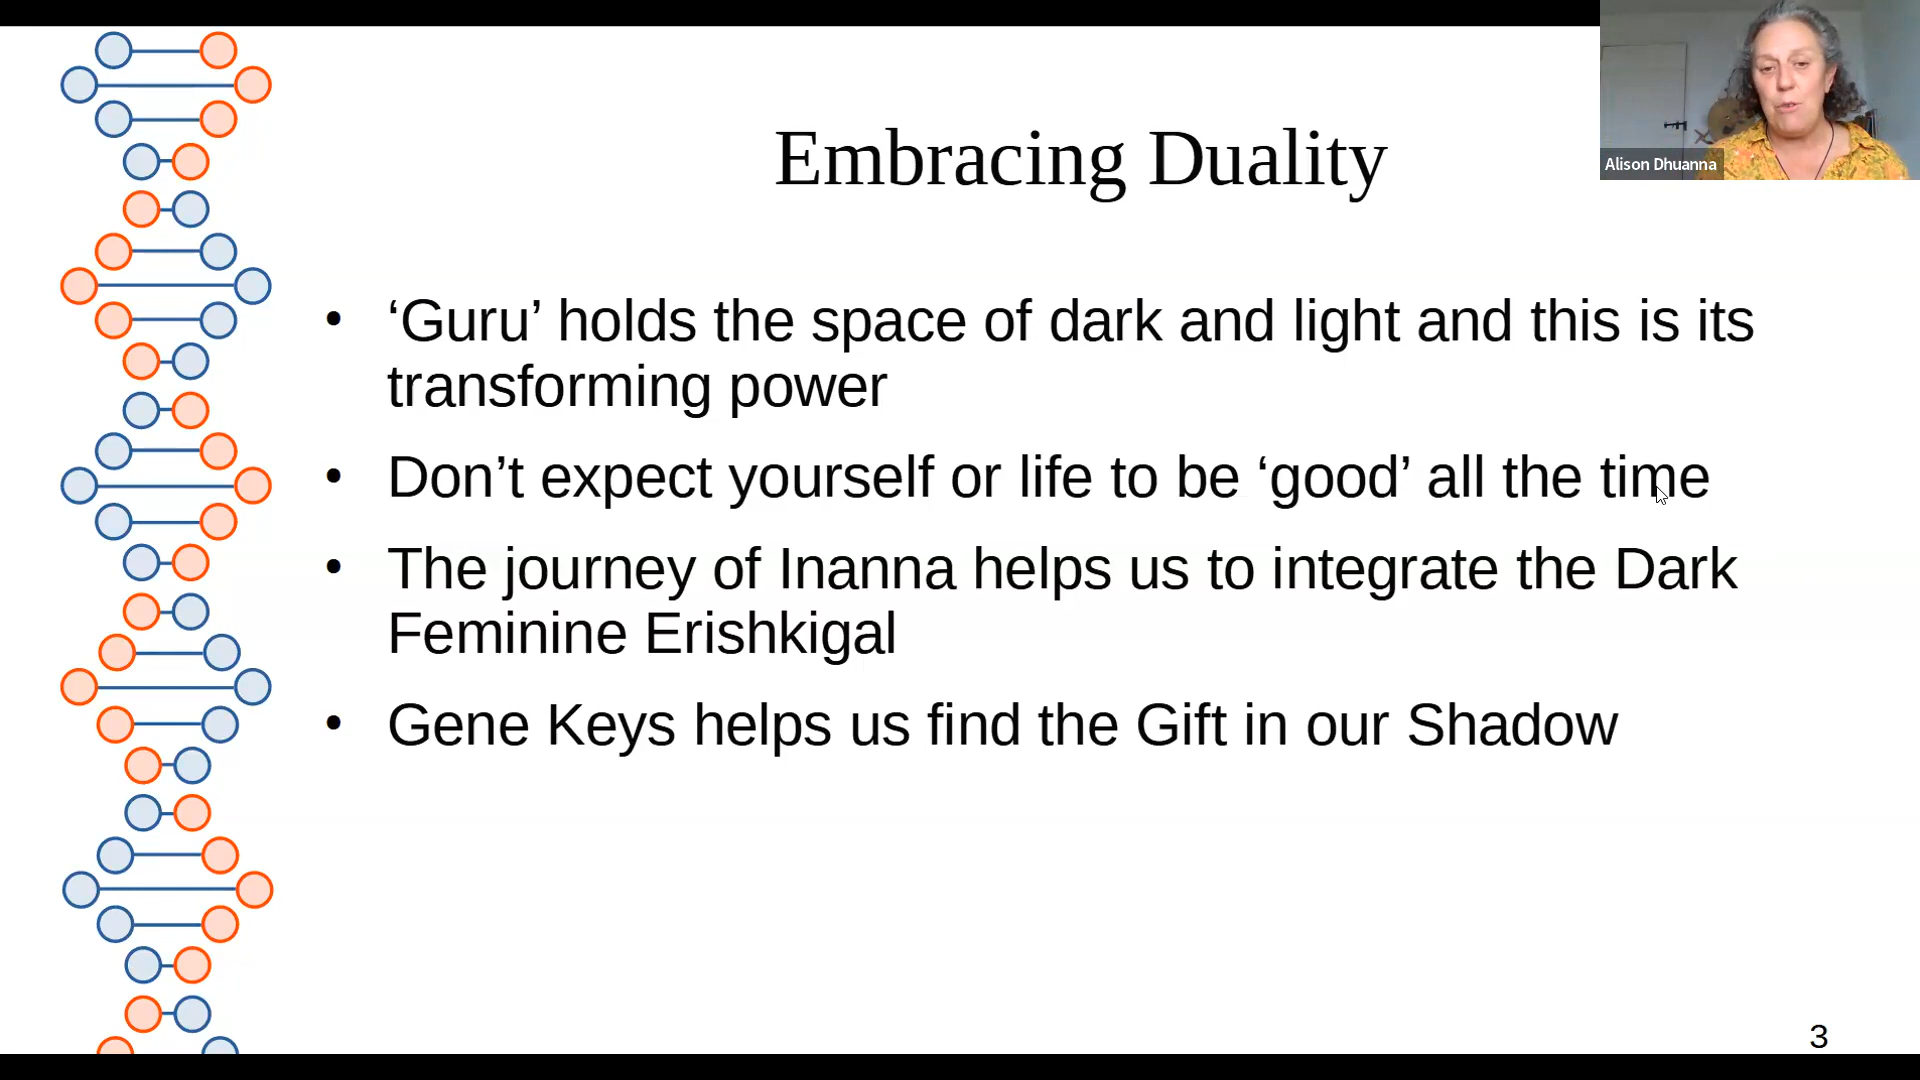 Embracing Duality
Alison Dhuanna
• ‘Guru’ holds the space of dark and light and this is its
transforming power
• Don’t expect yourself or life to be ‘good’ all the time
• The journey of Inanna helps us to integrate the Dark
Feminine Erishkigal
• Gene Keys helps us find the Gift in our Shadow
3